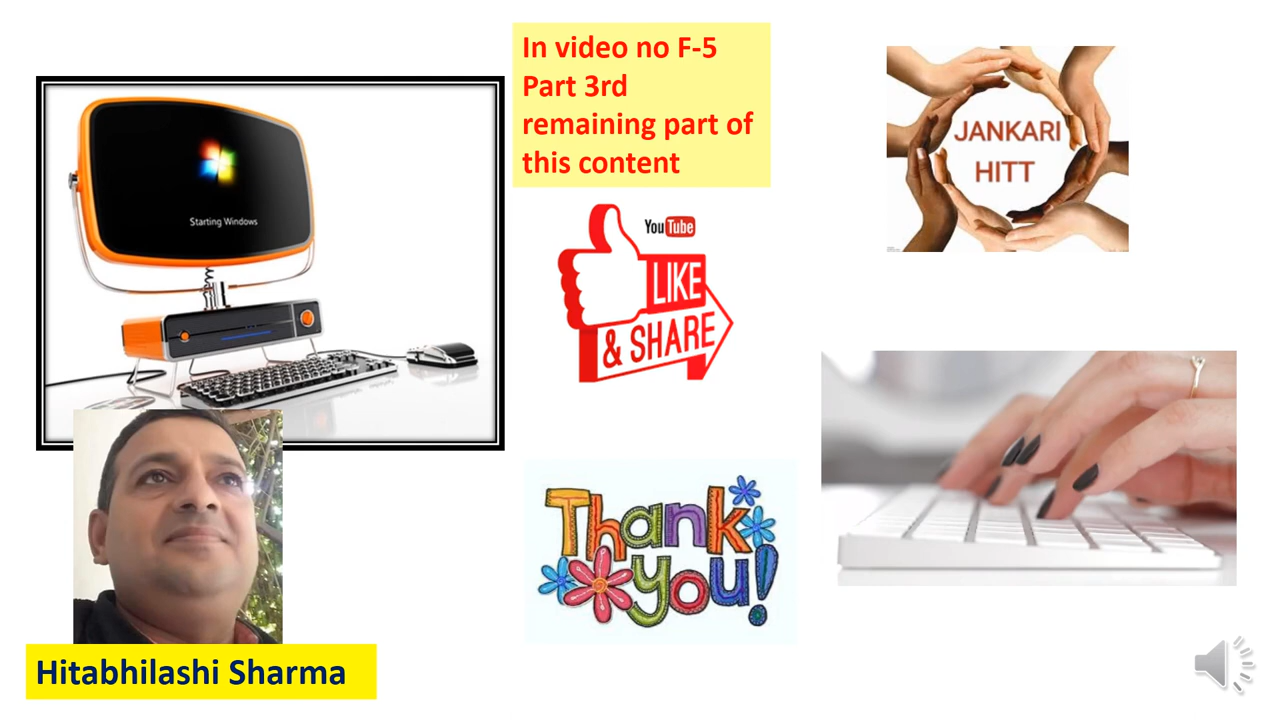 In video no F-5
Part 3rd
remaining part of
this content
JANKARI
HITT
Starting Windows
YouTube
LIKE
& SHARE
Thank
you!
Hitabhilashi Sharma